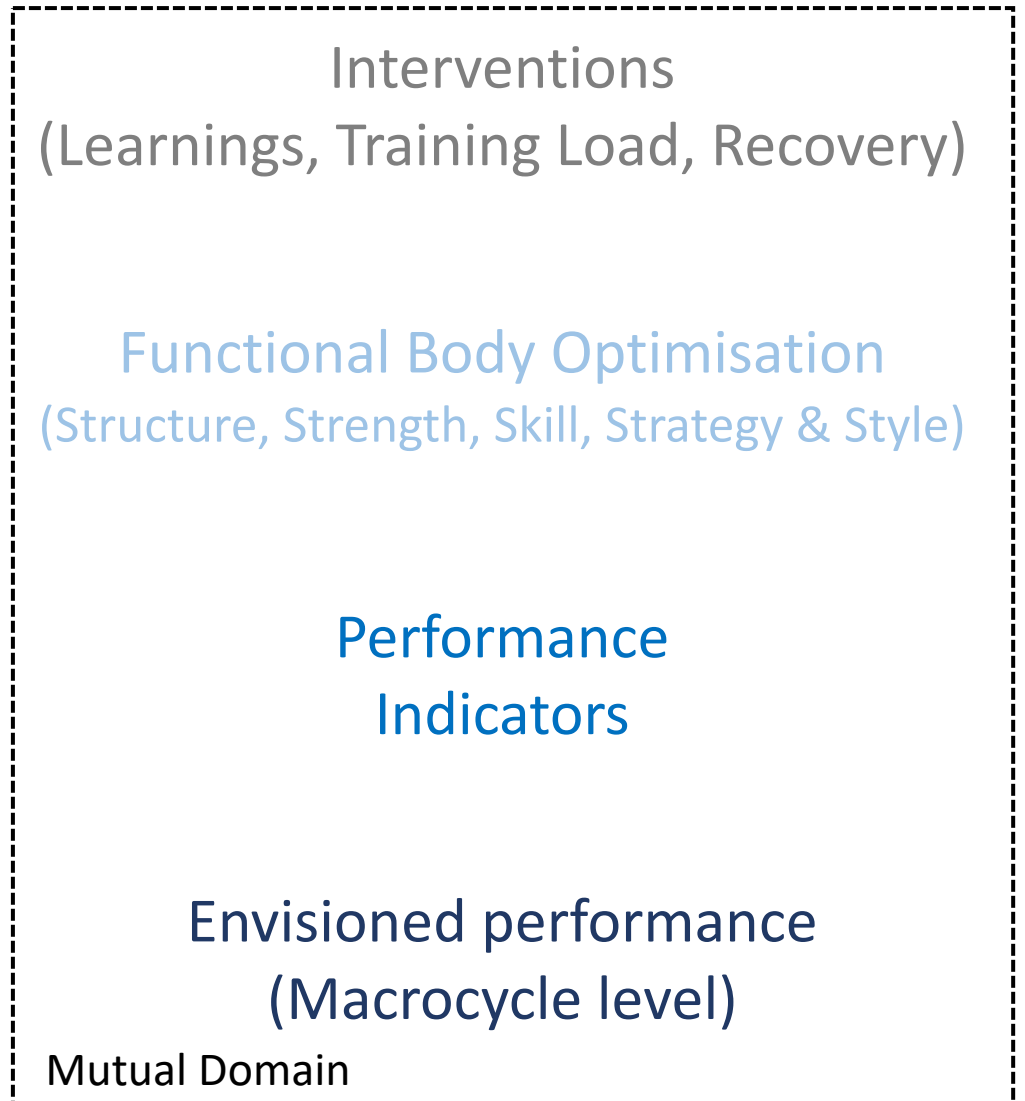 Interventions
(Learnings, Training Load, Recovery)
Functional Body Optimisation
(Structure, Strength, Skill, Strategy & Style)
Performance
Indicators
Envisioned performance
(Macrocycle level)
Mutual Domain